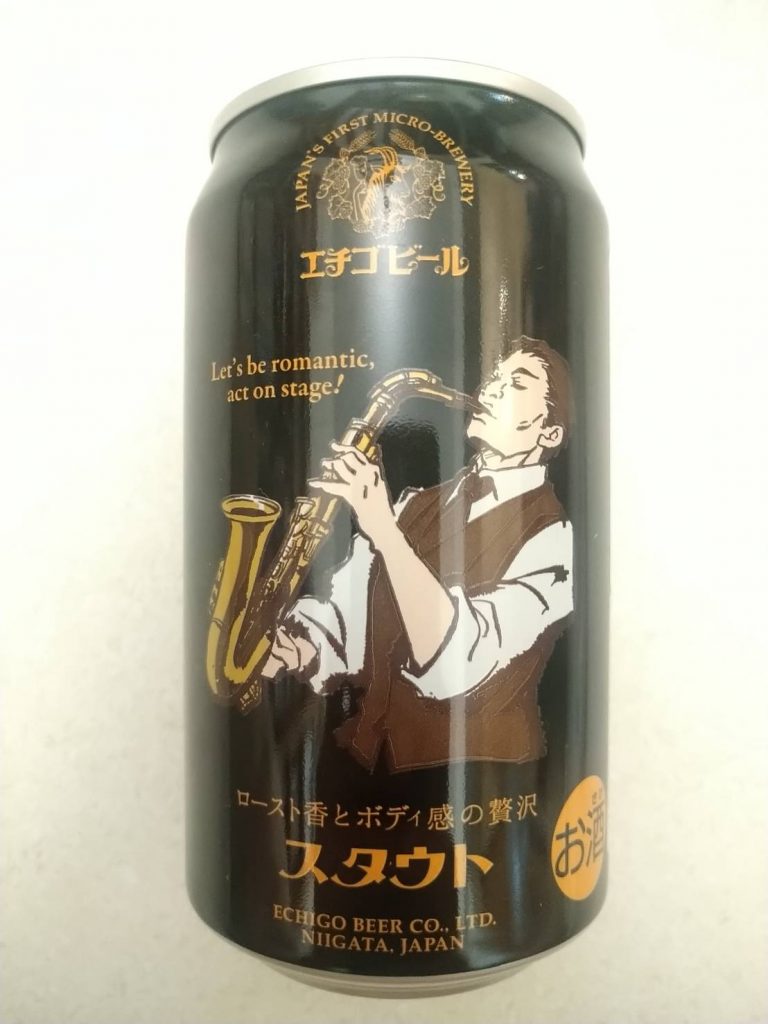 JAPAN'S FIRST MICRO-BREWERY
エチゴビール
Let's be romantic,
act on stage!
ロースト香とボディ感の贅沢
スタウト
お酒
ECHIGO BEER CO., LTD.
NIIGATA, JAPAN